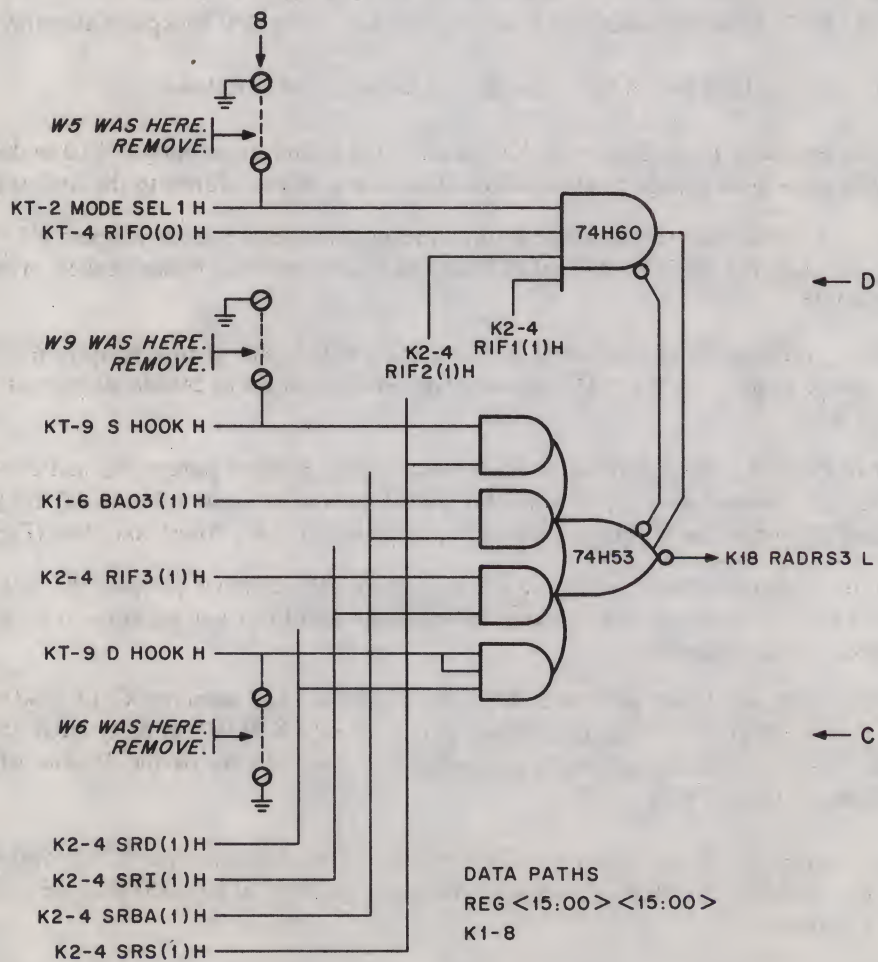 8
W5 WAS HERE.
REMOVE.
KT-2 MODE SEL 1 H
KT-4 RIF0(0) H
74H60
D
K2-4
RIF1(1)H
K2-4
RIF2(1)H
W9 WAS HERE.
REMOVE.
KT-9 S HOOK H
K1-6 BA03(1)H
74H53
K18 RADRS3 L
K2-4 RIF3(1)H
KT-9 D HOOK H
W6 WAS HERE.
REMOVE.
C
K2-4 SRD(1)H
K2-4 SRI(1)H
K2-4 SRBA(1)H
K2-4 SRS(1)H
DATA PATHS
REG <15:00> <15:00>
K1-8